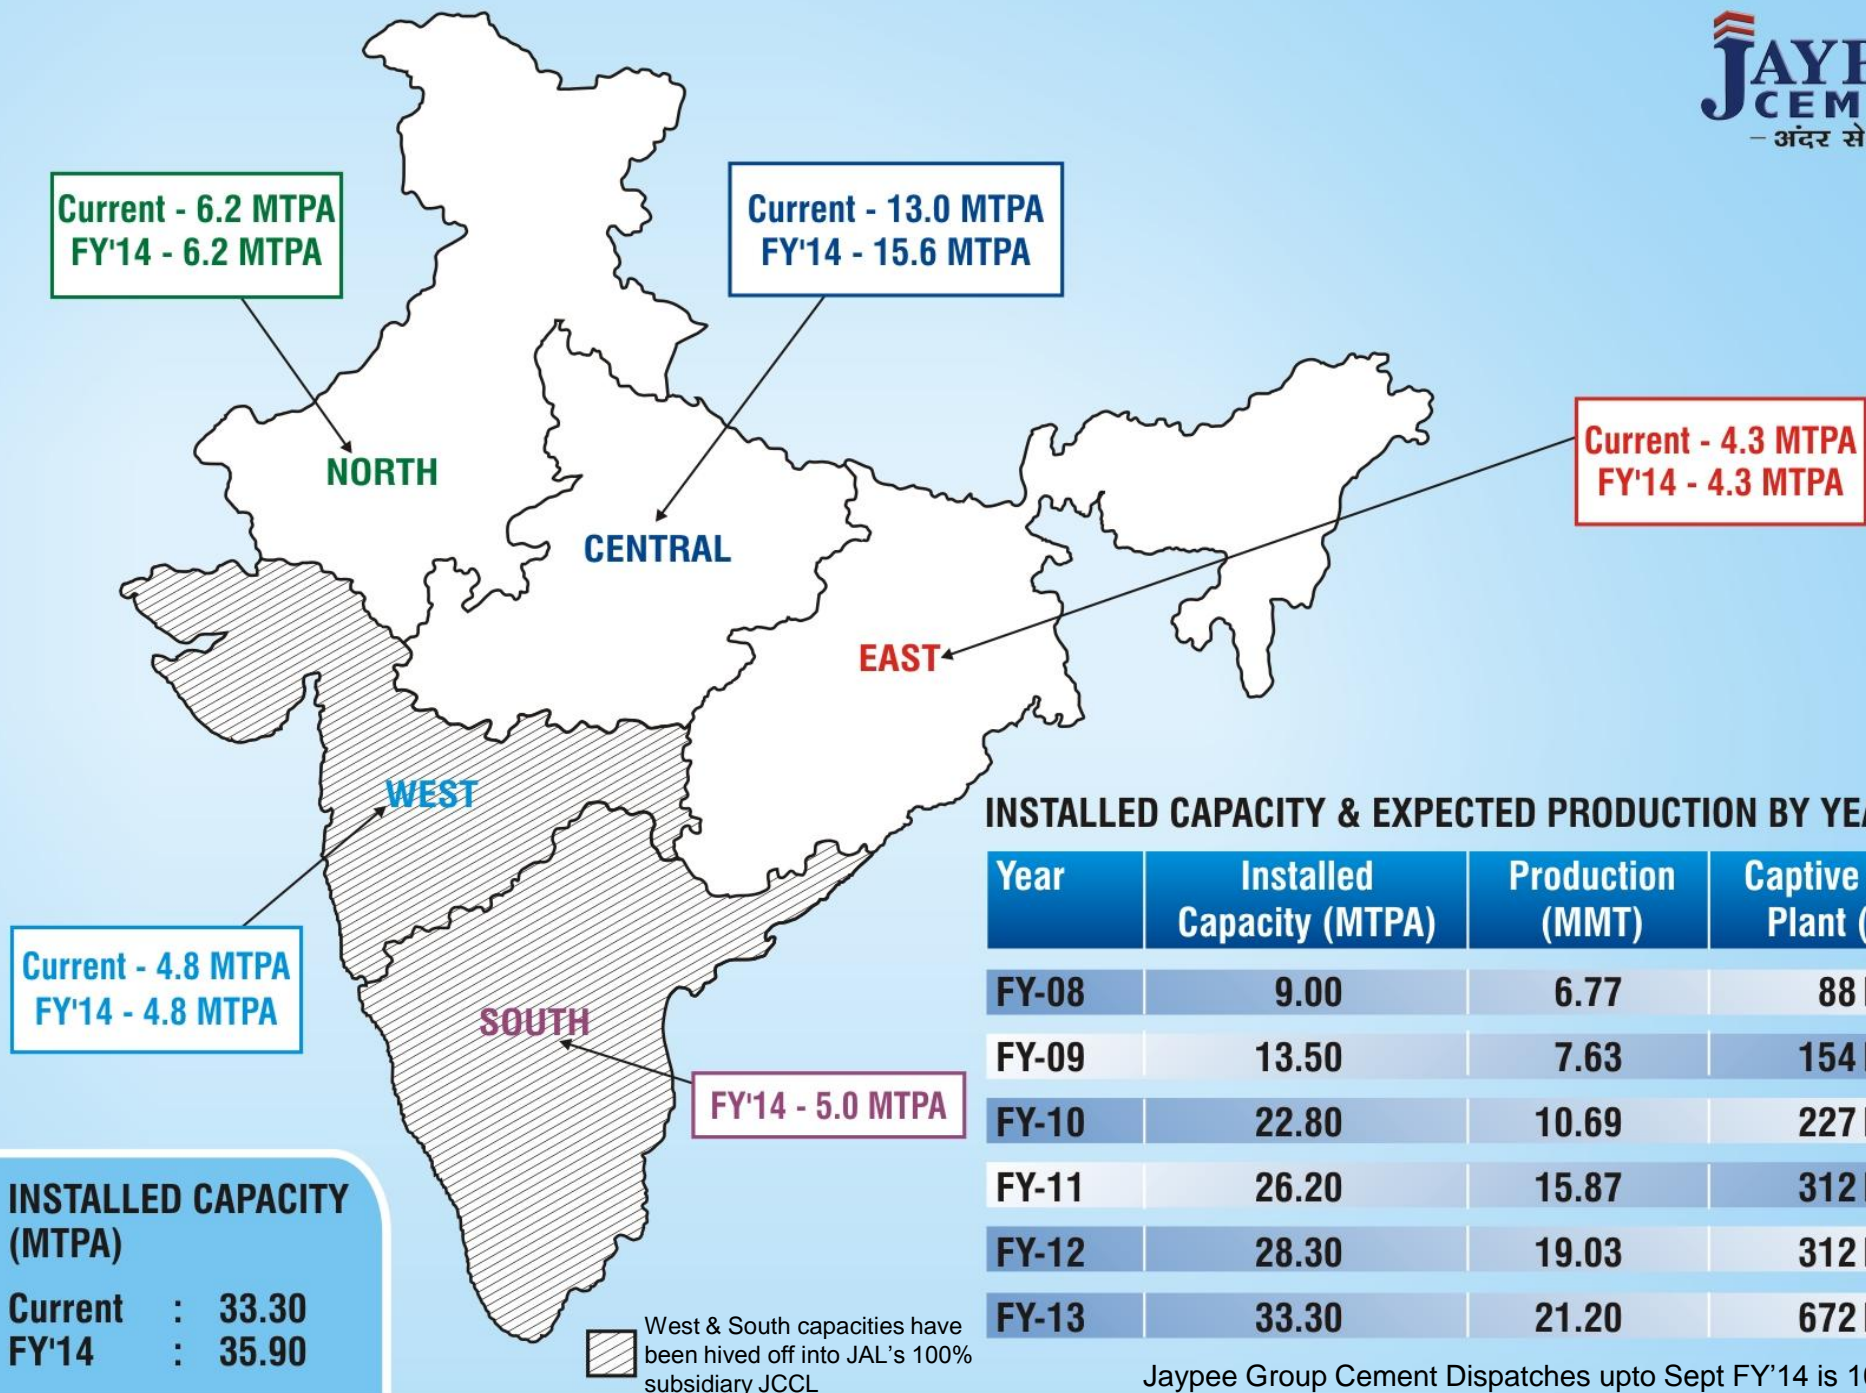 CEM
– अंदर से
Current - 6.2 MTPA
FY'14 - 6.2 MTPA
Current - 13.0 MTPA
FY'14 - 15.6 MTPA
Current - 4.3 MTPA
FY'14 - 4.3 MTPA
NORTH
CENTRAL
EAST
WEST
SOUTH
Current - 4.8 MTPA
FY'14 - 4.8 MTPA
FY'14 - 5.0 MTPA
INSTALLED CAPACITY
(MTPA)
Current : 33.30
FY'14 : 35.90
West & South capacities have
been hived off into JAL's 100%
subsidiary JCCL
INSTALLED CAPACITY & EXPECTED PRODUCTION BY
Year Installed Capacity (MTPA) Production (MMT) Captive Plant (
FY-08 9.00 6.77 88
FY-09 13.50 7.63 154
FY-10 22.80 10.69 227
FY-11 26.20 15.87 312
FY-12 28.30 19.03 312
FY-13 33.30 21.20 672
Jaypee Group Cement Dispatches upto Sept FY'14 is